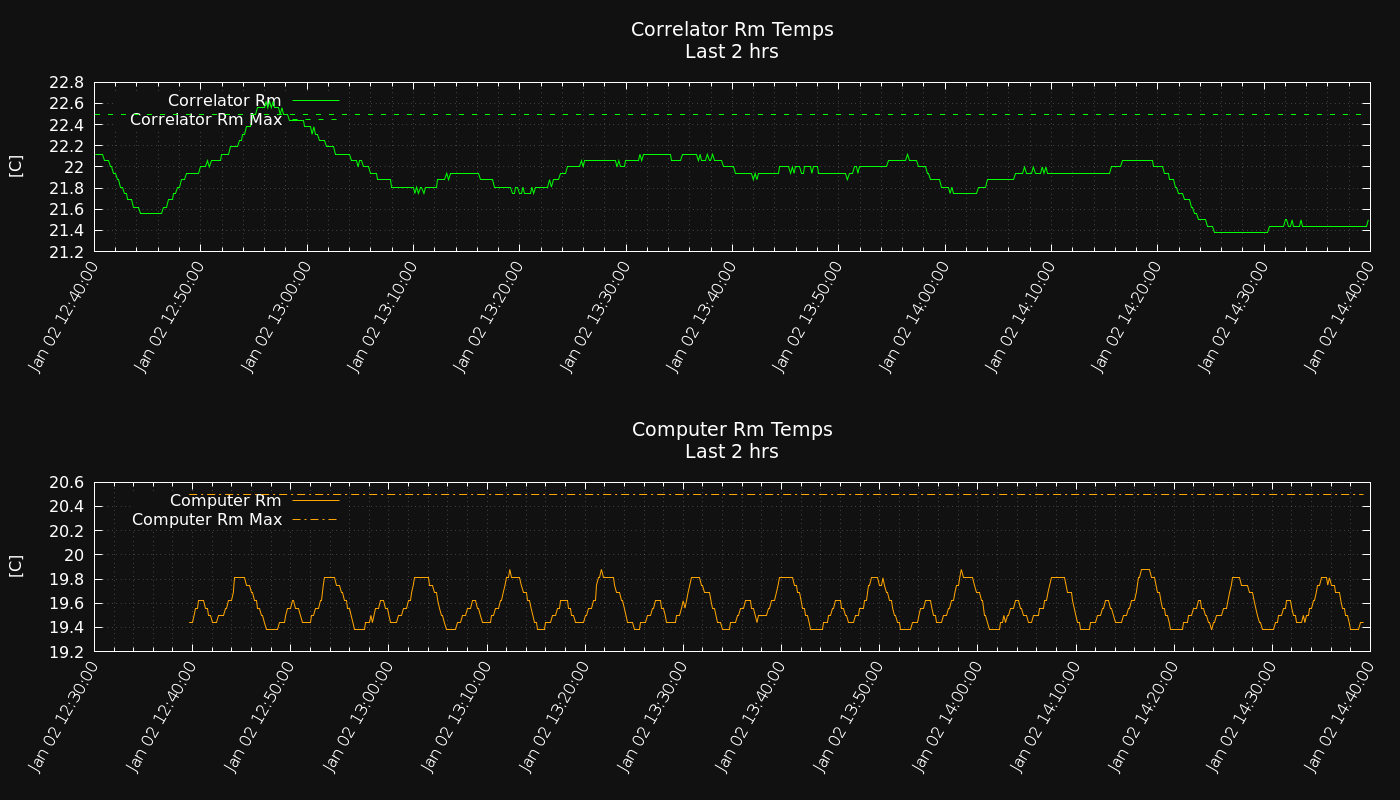 Correlator Rm Temps
Last 2 hrs
[C]
22.8
22.6
22.4
22.2
22
21.8
21.6
21.4
21.2
Correlator Rm
Correlator Rm Max
Jan 02 12:40:00
Jan 02 12:50:00
Jan 02 13:00:00
Jan 02 13:10:00
Jan 02 13:20:00
Jan 02 13:30:00
Jan 02 13:40:00
Jan 02 13:50:00
Jan 02 14:00:00
Jan 02 14:10:00
Jan 02 14:20:00
Jan 02 14:30:00
Jan 02 14:40:00
Computer Rm Temps
Last 2 hrs
[C]
20.6
20.4
20.2
20
19.8
19.6
19.4
19.2
Computer Rm
Computer Rm Max
Jan 02 12:30:00
Jan 02 12:40:00
Jan 02 12:50:00
Jan 02 13:00:00
Jan 02 13:10:00
Jan 02 13:20:00
Jan 02 13:30:00
Jan 02 13:40:00
Jan 02 13:50:00
Jan 02 14:00:00
Jan 02 14:10:00
Jan 02 14:20:00
Jan 02 14:30:00
Jan 02 14:40:00